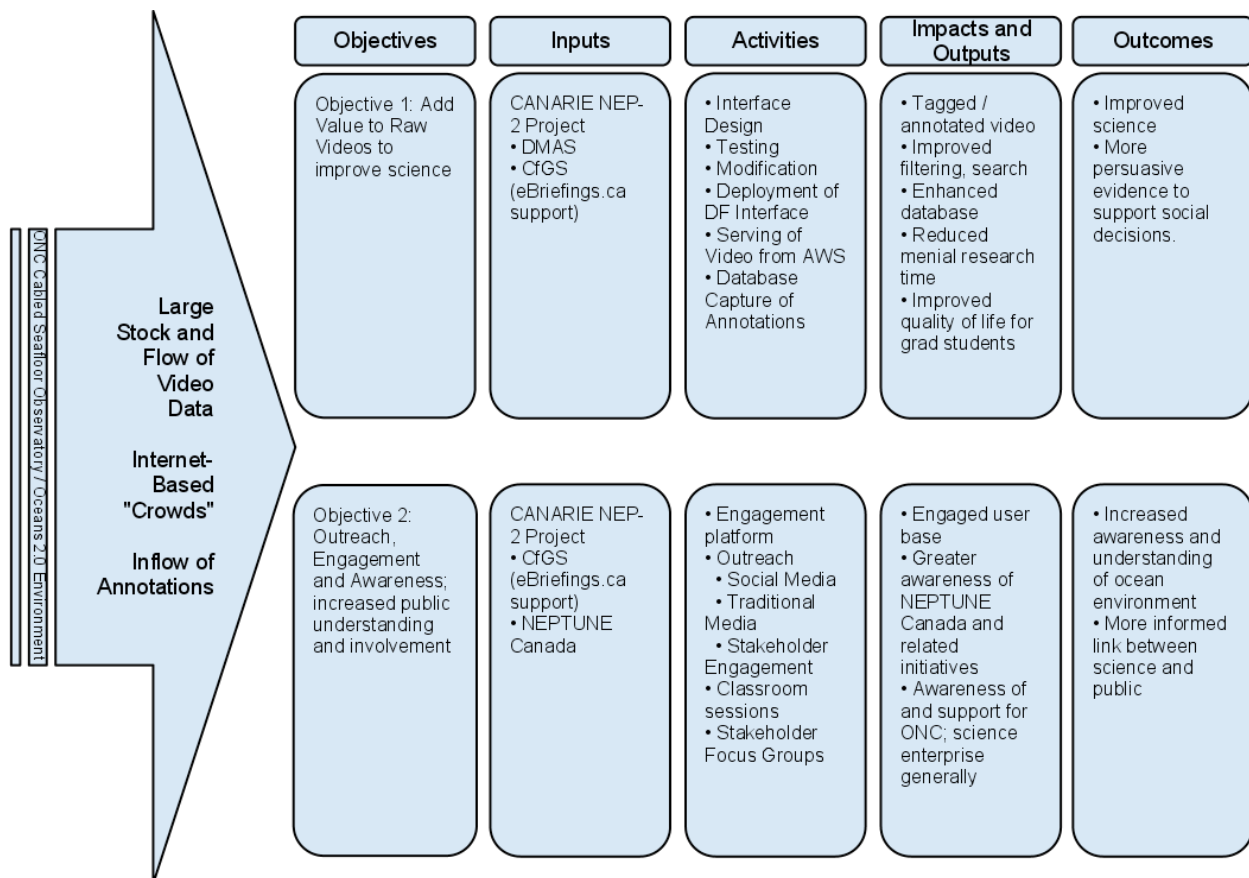 ONC Cabled Seafloor Observatory / Oceans 2.0 Environment
Large
Stock and
Flow of
Video
Data
Internet-
Based
"Crowds"
Inflow of
Annotations
Objectives
Inputs
Activities
Impacts and
Outputs
Outcomes
Objective 1: Add
Value to Raw
Videos to
improve science
CANARIE NEP-
2 Project
• DMAS
• CfGS
(eBriefings.ca
support)
• Interface
Design
• Testing
• Modification
• Deployment of
DF Interface
• Serving of
Video from AWS
• Database
Capture of
Annotations
• Tagged /
annotated video
• Improved
filtering, search
• Enhanced
database
• Reduced
menial research
time
• Improved
quality of life for
grad students
• Improved
science
• More
persuasive
evidence to
support social
decisions.
Objective 2:
Outreach,
Engagement
and Awareness;
increased public
understanding
and involvement
CANARIE NEP-
2 Project
• CfGS
(eBriefings.ca
support)
• NEPTUNE
Canada
• Engagement
platform
• Outreach
• Social Media
• Traditional
Media
• Stakeholder
Engagement
• Classroom
sessions
• Stakeholder
Focus Groups
• Engaged user
base
• Greater
awareness of
NEPTUNE
Canada and
related
initiatives
• Awareness of
and support for
ONC; science
enterprise
generally
• Increased
awareness and
understanding
of ocean
environment
• More informed
link between
science and
public